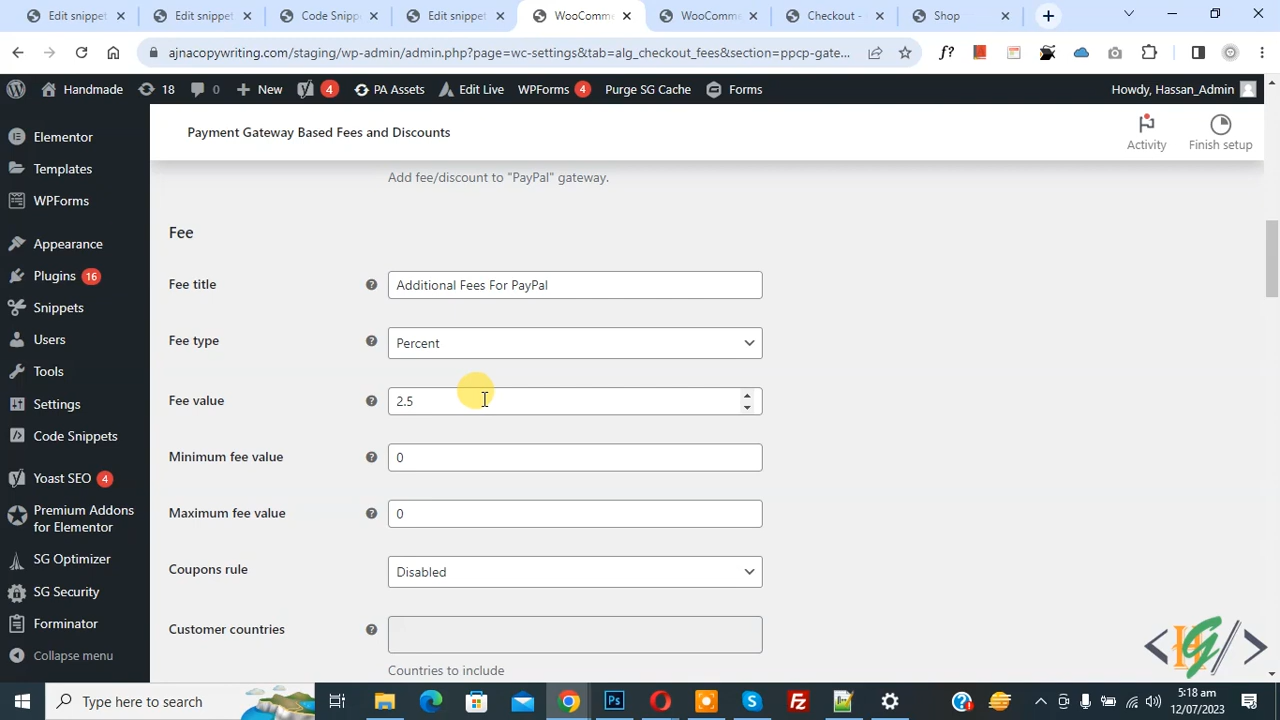 Edit snippet
Edit snippet
Code Snipp
Edit snippet
WooComm
WooComm
Checkout -
Shop
ajnacopywriting.com/staging/wp-admin/admin.php?page=wc-settings&tab=alg_checkout_fees&section=ppcp-gate...
f?
Handmade
18
0
New
4
PA Assets
Edit Live
WPForms
4
Purge SG Cache
Forms
Howdy, Hassan_Admin
Elementor
Templates
WPForms
Appearance
Plugins 16
Snippets
Users
Tools
Settings
Code Snippets
Yoast SEO 4
Premium Addons
for Elementor
SG Optimizer
SG Security
Forminator
Collapse menu
Payment Gateway Based Fees and Discounts
Activity
Finish setup
Add fee/discount to "PayPal" gateway.
Fee
Fee title
Additional Fees For PayPal
Fee type
Percent
Fee value
2.5
Minimum fee value
0
Maximum fee value
0
Coupons rule
Disabled
Customer countries
Countries to include
Type here to search
Ps
5:18 am
12/07/2023